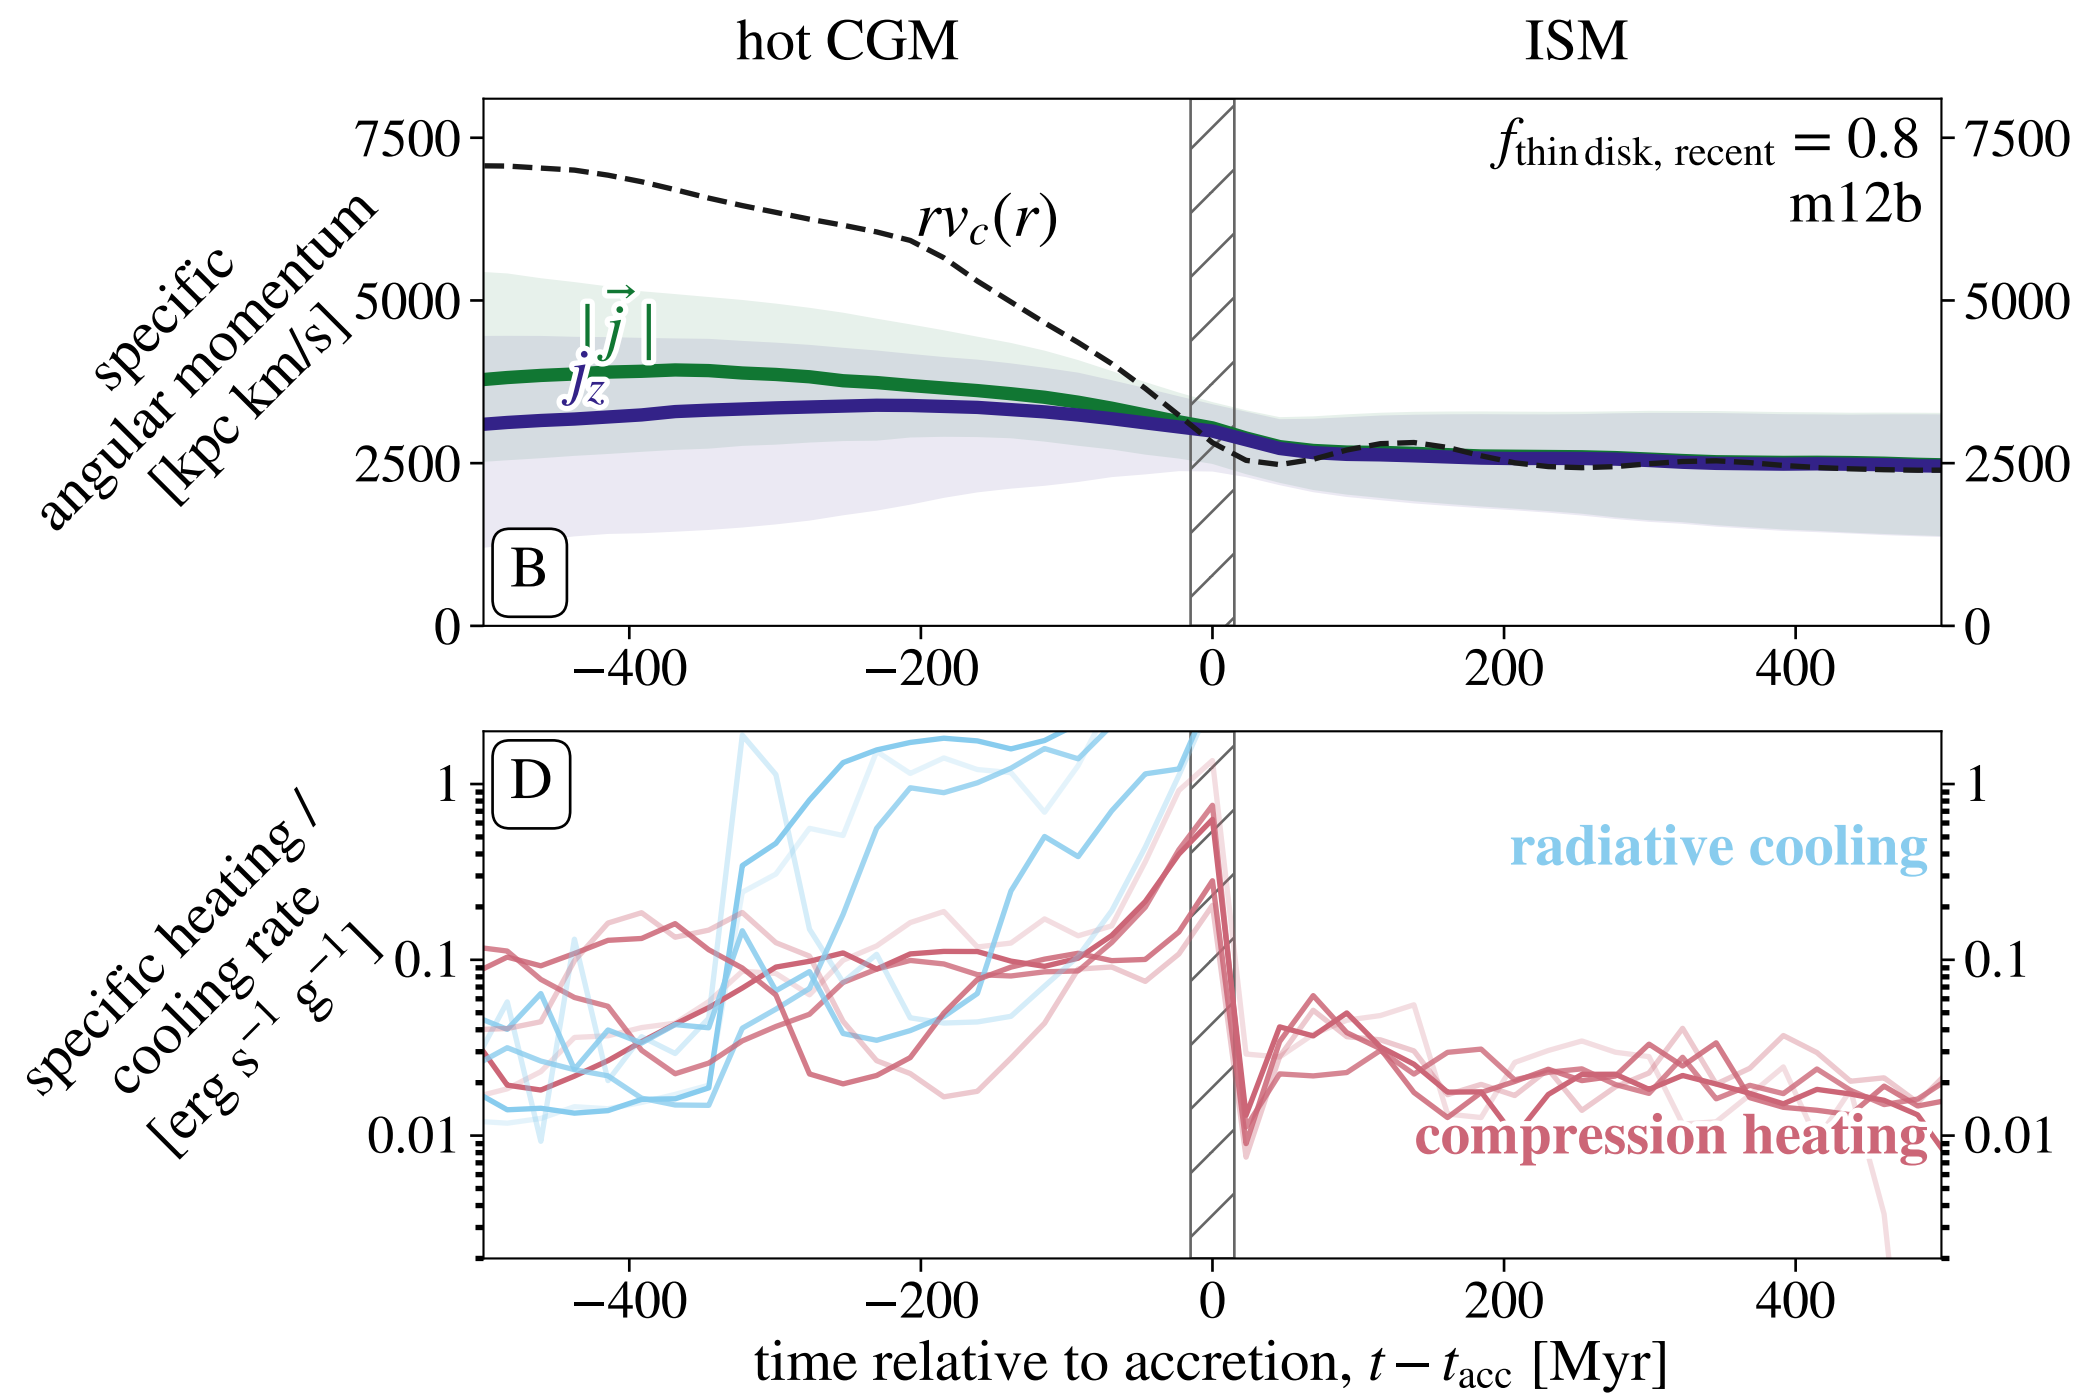 hot CGM
ISM
specific
angular momentum
[kpc km/s]
7500
5000
2500
0
rv_c(r)
|j⃗|
j_z
f_thin disk, recent = 0.8
m12b
B
7500
5000
2500
0
−400
−200
0
200
400
specific heating /
cooling rate
[erg s⁻¹ g⁻¹]
1
0.1
0.01
D
radiative cooling
compression heating
1
0.1
0.01
−400
−200
0
200
400
time relative to accretion, t − t_acc [Myr]